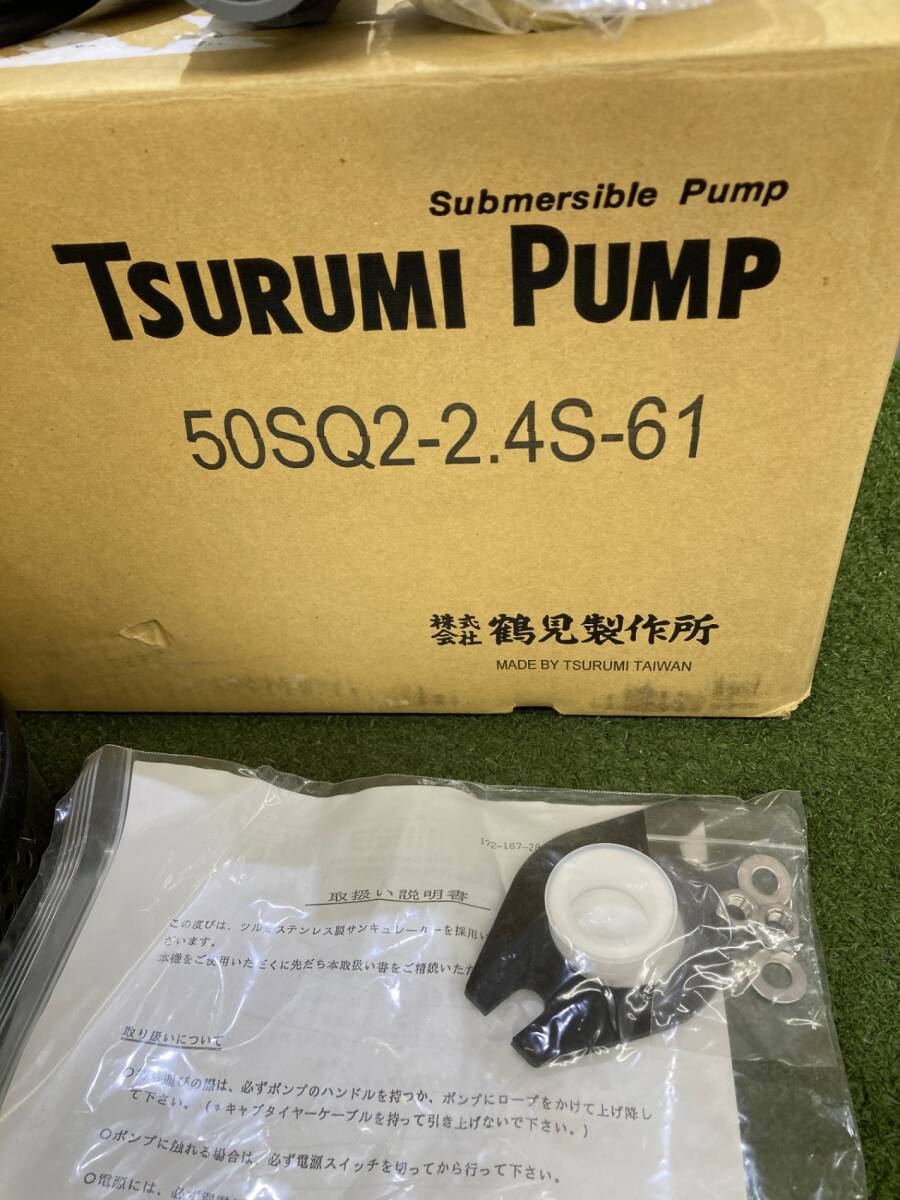 Submersible Pump
TSURUMI PUMP
50SQ2-2.4S-61
株式会社 鶴見製作所
MADE BY TSURUMI TAIWAN
172-167-28
取扱い説明書
この度びは、ツルミステンレス製サンキュレーターを採用い
ざいます。
本機をご使用いただくに先だち本取扱い書をご精読いただ
取り扱いについて
の際は、必ずポンプのハンドルを持つか、ポンプにロープをかけて上げ降し
て下さい。（キャブタイヤーケーブルを持って引き上げないで下さい。）
○ポンプに触れる場合は、必ず電源スイッチを切ってから行って下さい。
○電源には、必ず